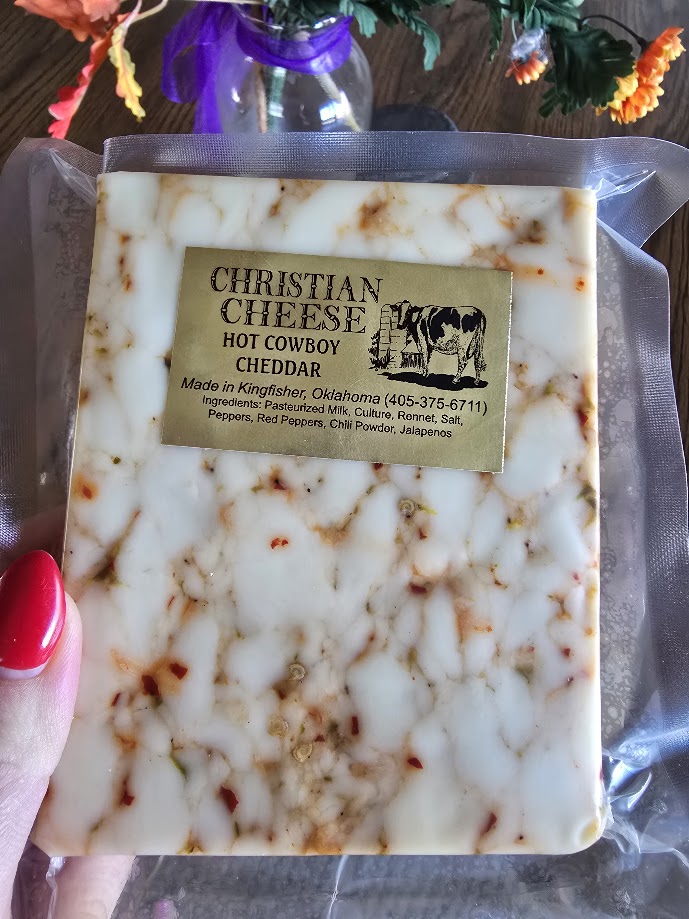 CHRISTIAN
CHEESE
HOT COWBOY
CHEDDAR
Made in Kingfisher, Oklahoma (405-375-6711)
Ingredients: Pasteurized Milk, Culture, Rennet, Salt,
Peppers, Red Peppers, Chili Powder, Jalapenos